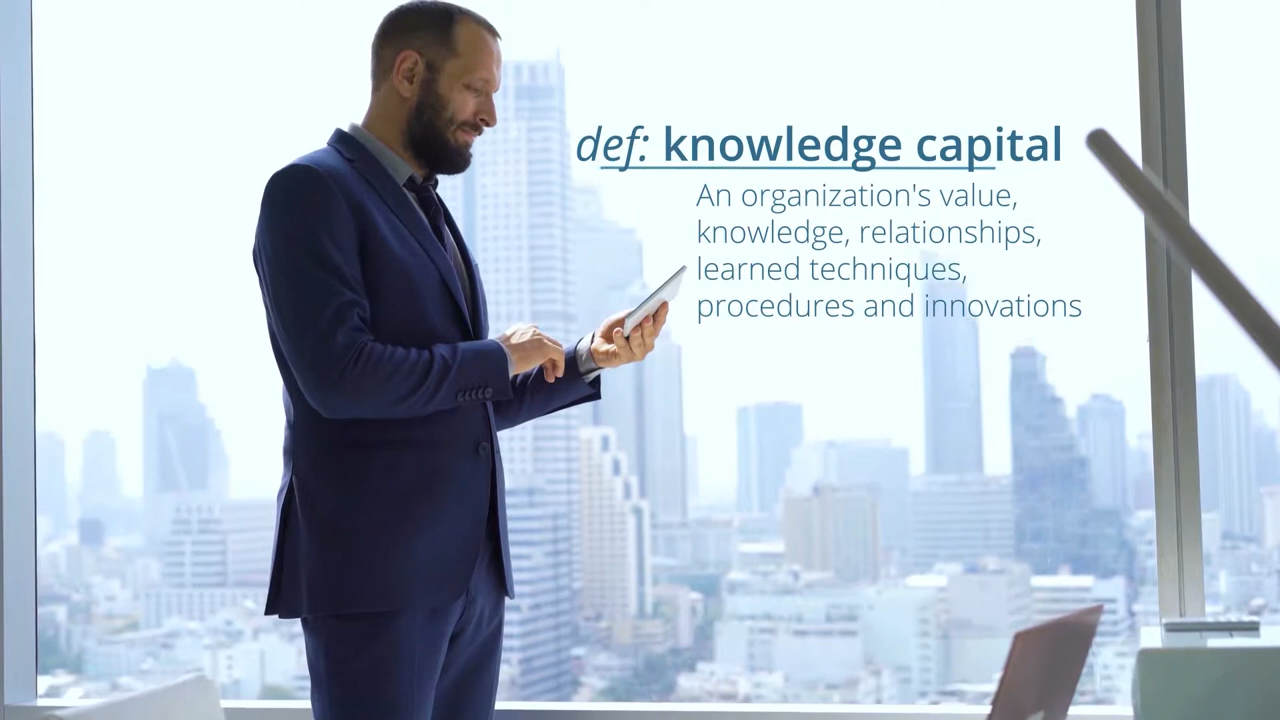 def: knowledge capital
An organization's value,
knowledge, relationships,
learned techniques,
procedures and innovations